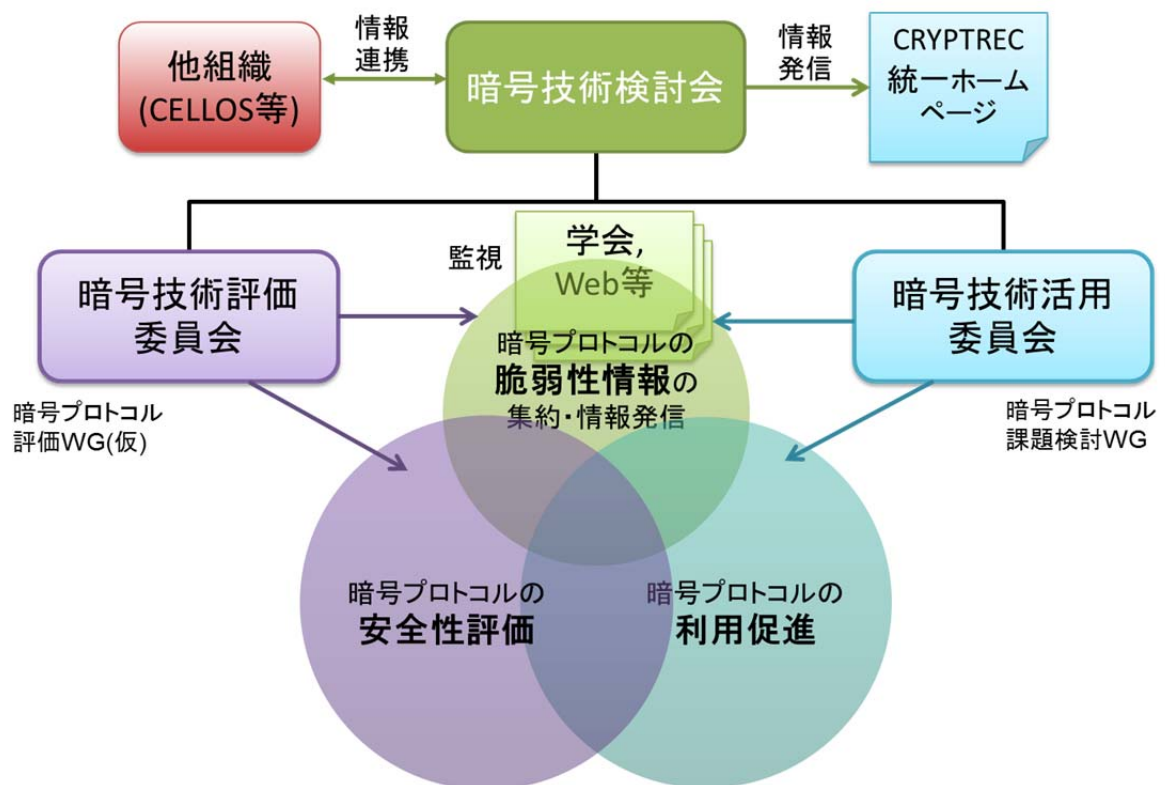 他組織
(CELLOS等)
情報
連携
暗号技術検討会
情報
発信
CRYPTREC
統一ホーム
ページ
暗号技術評価
委員会
監視
学会,
Web等
暗号技術活用
委員会
暗号プロトコルの
脆弱性情報の
集約・情報発信
暗号プロトコル
評価WG(仮)
暗号プロトコル
課題検討WG
暗号プロトコルの
安全性評価
暗号プロトコルの
利用促進